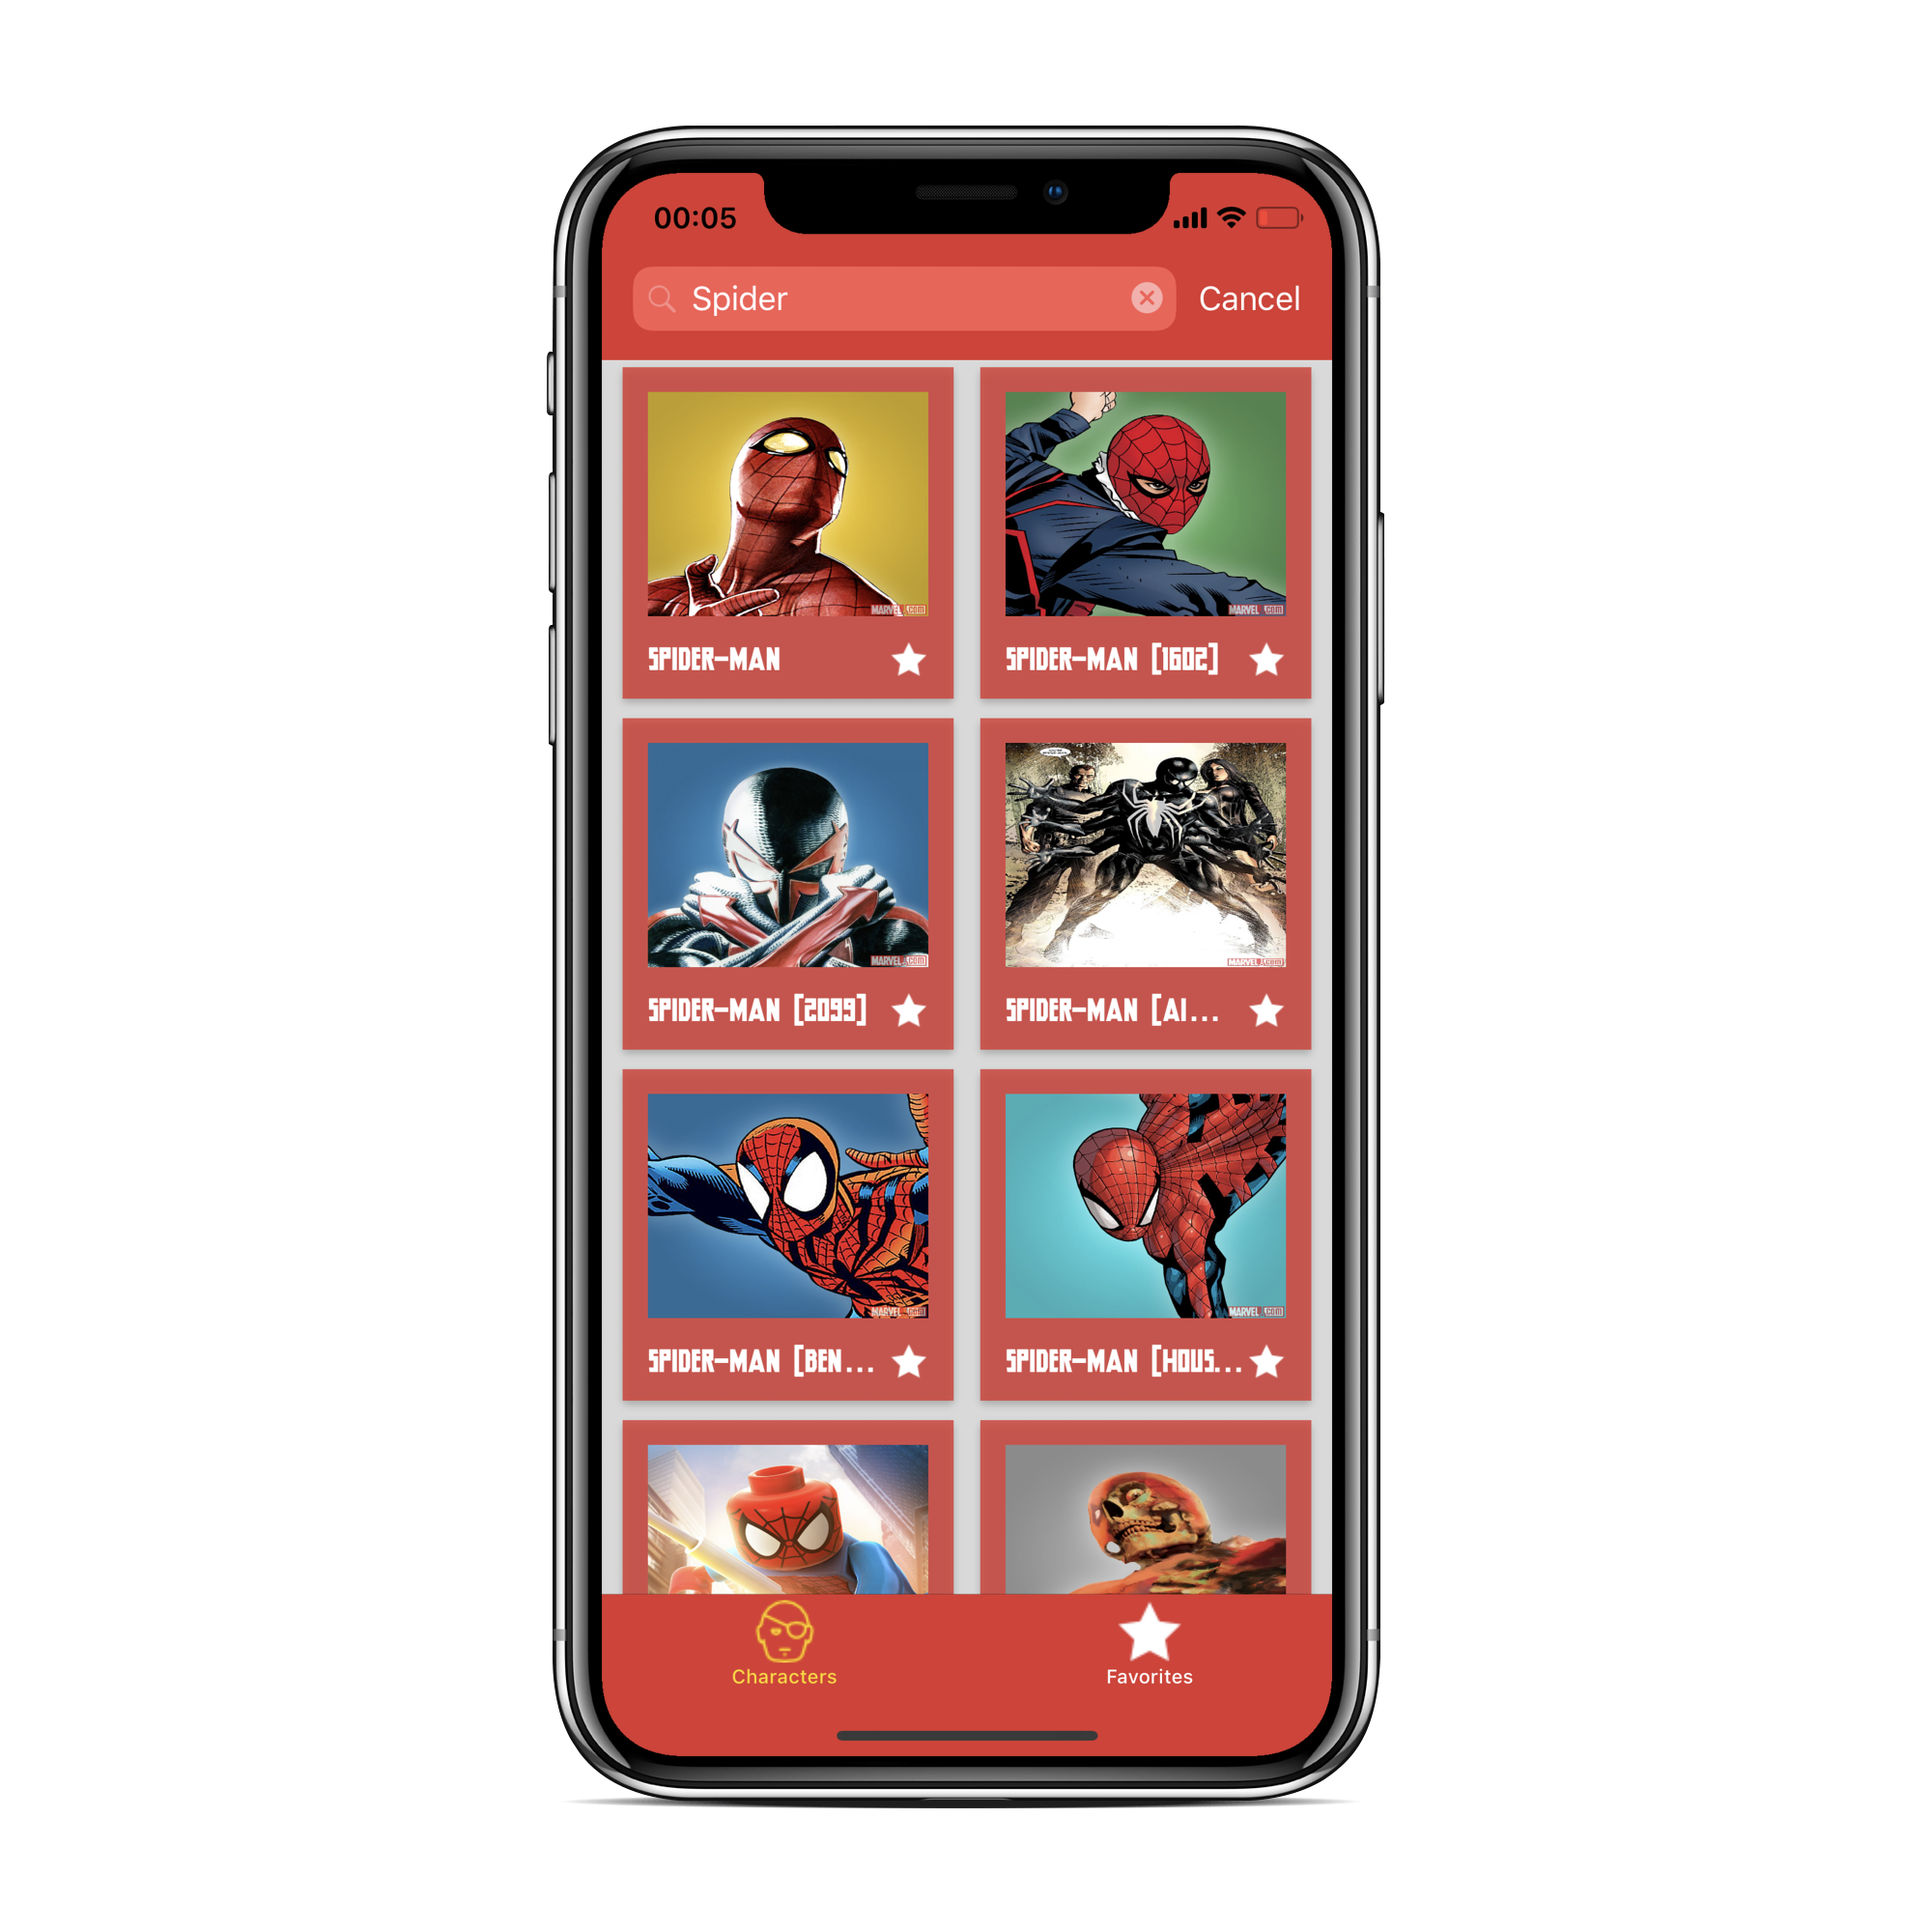 00:05
Spider
Cancel
MARVEL.COM
MARVEL.COM
SPIDER-MAN
SPIDER-MAN [1602]
MARVEL.COM
MARVEL.COM
SPIDER-MAN [2099]
SPIDER-MAN [AI...
MARVEL.COM
MARVEL.COM
SPIDER-MAN [BEN...
SPIDER-MAN [HOUS...
Characters
Favorites